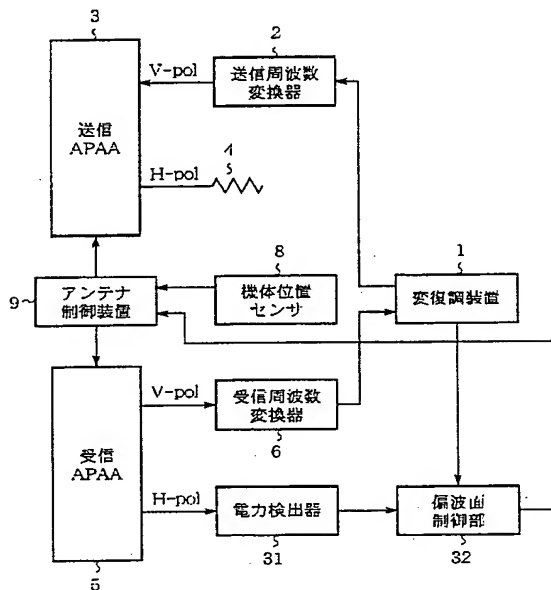 3
2
V-pol
送信周波数
変換器
送信
APAA
4
H-pol
8
1
9
アンテナ
制御装置
機体位置
センサ
変復調装置
V-pol
受信周波数
変換器
6
受信
APAA
H-pol
電力検出器
偏波面
制御部
5
31
32